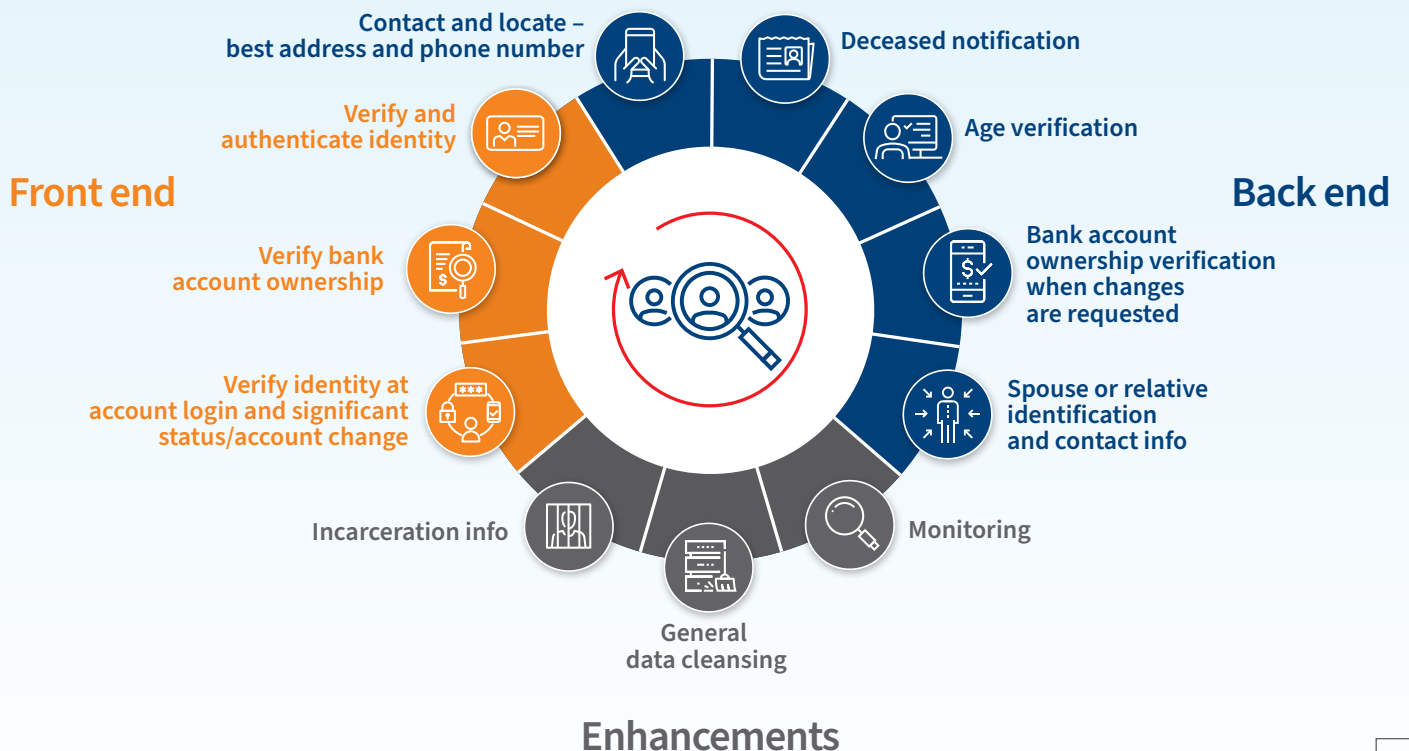 Contact and locate –
best address and phone number
Deceased notification
Verify and
authenticate identity
Age verification
Front end
Back end
Verify bank
account ownership
$
Bank account
ownership verification
when changes
are requested
$
Verify identity at
account login and significant
status/account change
***
Spouse or relative
identification
and contact info
Incarceration info
Monitoring
General
data cleansing
Enhancements